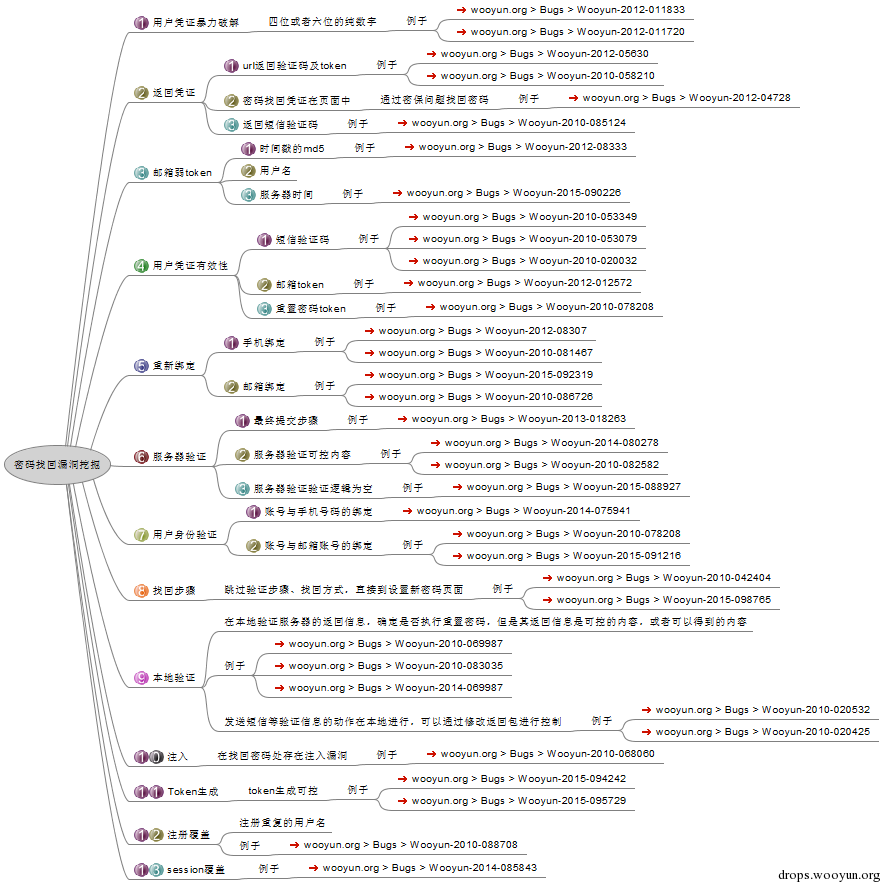 密码找回漏洞挖掘
1 用户凭证暴力破解
四位或者六位的纯数字
例子
wooyun.org > Bugs > Wooyun-2012-011833
wooyun.org > Bugs > Wooyun-2012-011720
2 返回凭证
1 url返回验证码及token
例子
wooyun.org > Bugs > Wooyun-2012-05630
wooyun.org > Bugs > Wooyun-2010-058210
2 密码找回凭证在页面中
通过密保问题找回密码
例子
wooyun.org > Bugs > Wooyun-2012-04728
3 返回短信验证码
例子
wooyun.org > Bugs > Wooyun-2010-085124
3 邮箱弱token
1 时间戳的md5
例子
wooyun.org > Bugs > Wooyun-2012-08333
2 用户名
3 服务器时间
例子
wooyun.org > Bugs > Wooyun-2015-090226
4 用户凭证有效性
1 短信验证码
例子
wooyun.org > Bugs > Wooyun-2010-053349
wooyun.org > Bugs > Wooyun-2010-053079
wooyun.org > Bugs > Wooyun-2010-020032
2 邮箱token
例子
wooyun.org > Bugs > Wooyun-2012-012572
3 重置密码token
例子
wooyun.org > Bugs > Wooyun-2010-078208
5 重新绑定
1 手机绑定
例子
wooyun.org > Bugs > Wooyun-2012-08307
wooyun.org > Bugs > Wooyun-2010-081467
2 邮箱绑定
例子
wooyun.org > Bugs > Wooyun-2015-092319
wooyun.org > Bugs > Wooyun-2010-086726
6 服务器验证
1 最终提交步骤
例子
wooyun.org > Bugs > Wooyun-2013-018263
2 服务器验证可控内容
例子
wooyun.org > Bugs > Wooyun-2014-080278
wooyun.org > Bugs > Wooyun-2010-082582
3 服务器验证验证逻辑为空
例子
wooyun.org > Bugs > Wooyun-2015-088927
7 用户身份验证
1 账号与手机号码的绑定
wooyun.org > Bugs > Wooyun-2014-075941
2 账号与邮箱账号的绑定
例子
wooyun.org > Bugs > Wooyun-2010-078208
wooyun.org > Bugs > Wooyun-2015-091216
8 找回步骤
跳过验证步骤、找回方式，直接到设置新密码页面
例子
wooyun.org > Bugs > Wooyun-2010-042404
wooyun.org > Bugs > Wooyun-2015-098765
9 本地验证
在本地验证服务器的返回信息，确定是否执行重置密码，但是其返回信息是可控的内容，或者可以得到的内容
例子
wooyun.org > Bugs > Wooyun-2010-069987
wooyun.org > Bugs > Wooyun-2010-083035
wooyun.org > Bugs > Wooyun-2014-069987
发送短信等验证信息的动作在本地进行，可以通过修改返回包进行控制
例子
wooyun.org > Bugs > Wooyun-2010-020532
wooyun.org > Bugs > Wooyun-2010-020425
10 注入
在找回密码处存在注入漏洞
例子
wooyun.org > Bugs > Wooyun-2010-068060
11 Token生成
token生成可控
例子
wooyun.org > Bugs > Wooyun-2015-094242
wooyun.org > Bugs > Wooyun-2015-095729
12 注册覆盖
注册重复的用户名
例子
wooyun.org > Bugs > Wooyun-2010-088708
13 session覆盖
例子
wooyun.org > Bugs > Wooyun-2014-085843
drops.wooyun.org